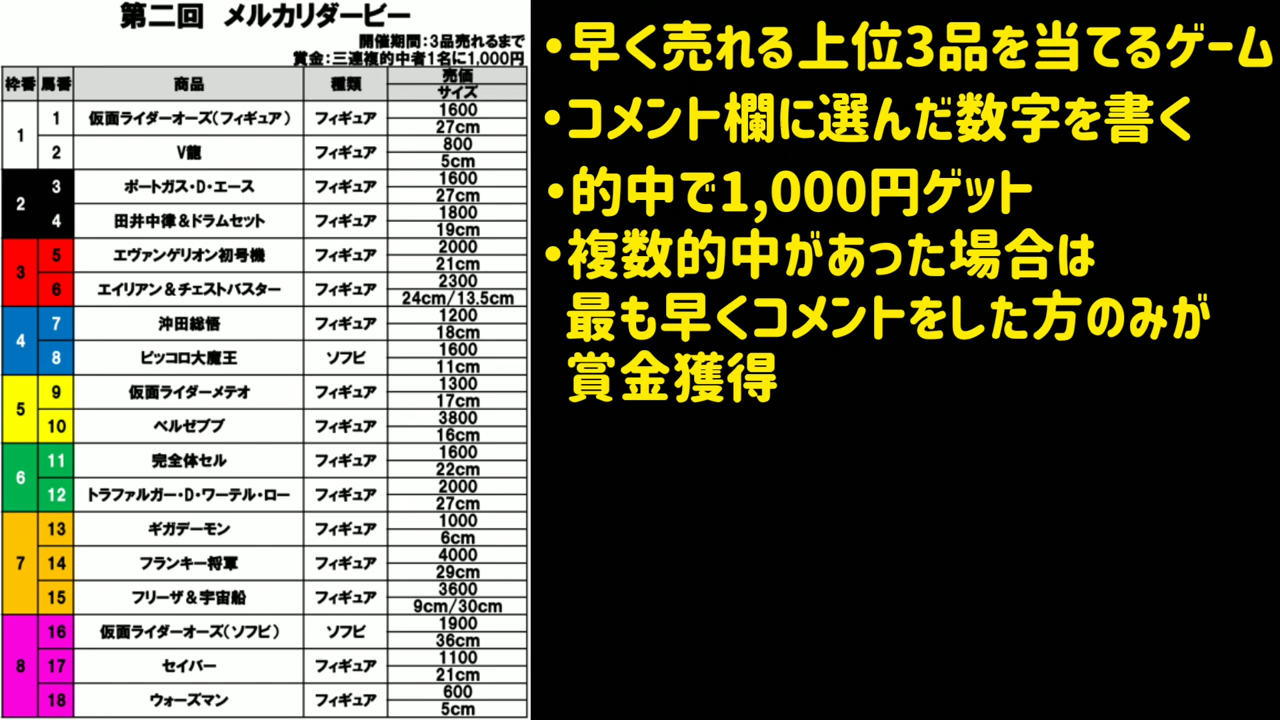 第二回 メルカリダービー
開催期間：3品売れるまで
賞金：三連複的中者1名に1,000円
枠番 馬番 商品 種類 売価
サイズ
1 1 仮面ライダーオーズ（フィギュア） フィギュア 1600
27cm
2 V龍 フィギュア 800
5cm
2 3 ポートガス・D・エース フィギュア 1600
27cm
4 田井中律＆ドラムセット フィギュア 1800
19cm
3 5 エヴァンゲリオン初号機 フィギュア 2000
21cm
6 エイリアン＆チェストバスター フィギュア 2300
24cm/13.5cm
4 7 沖田総悟 フィギュア 1200
18cm
8 ピッコロ大魔王 ソフビ 1600
11cm
5 9 仮面ライダーメテオ フィギュア 1300
17cm
10 ベルゼブブ フィギュア 3800
16cm
6 11 完全体セル フィギュア 1600
22cm
12 トラファルガー・D・ワーテル・ロー フィギュア 2000
27cm
7 13 ギガデーモン フィギュア 1000
6cm
14 フランキー将軍 フィギュア 4000
29cm
15 フリーザ＆宇宙船 フィギュア 3600
9cm/30cm
8 16 仮面ライダーオーズ（ソフビ） ソフビ 1900
36cm
17 セイバー フィギュア 1100
21cm
18 ウォーズマン フィギュア 600
5cm
・早く売れる上位3品を当てるゲーム
・コメント欄に選んだ数字を書く
・的中で1,000円ゲット
・複数的中があった場合は
最も早くコメントをした方のみが
賞金獲得